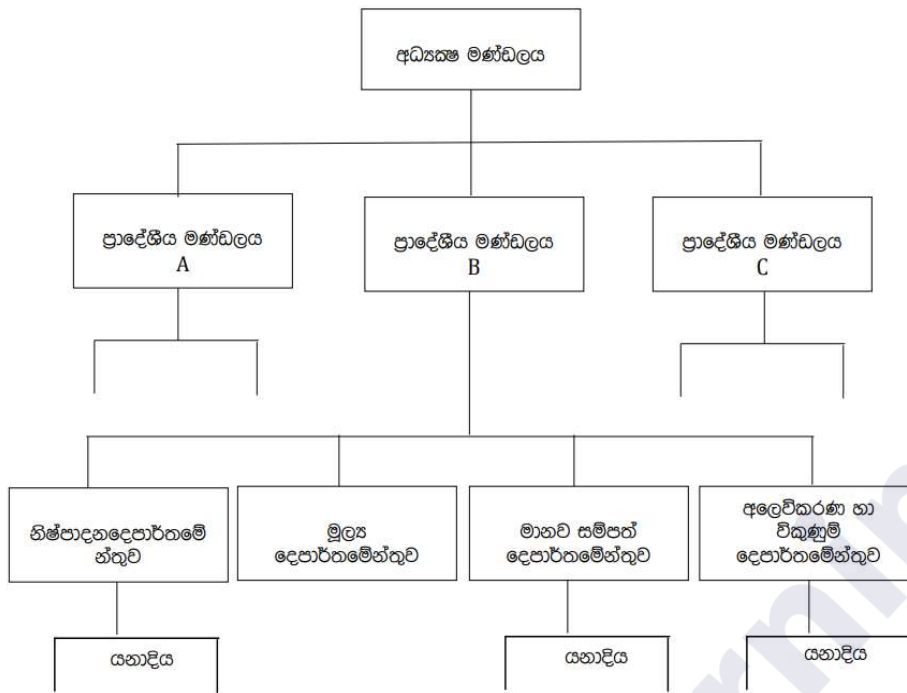 අධ්‍යක්ෂ මණ්ඩලය
ප්‍රාදේශීය මණ්ඩලය
A
ප්‍රාදේශීය මණ්ඩලය
B
ප්‍රාදේශීය මණ්ඩලය
C
නිෂ්පාදනදෙපාර්තමේ
න්තුව
මූල්‍ය
දෙපාර්තමේන්තුව
මානව සම්පත්
දෙපාර්තමේන්තුව
අලෙවිකරණ හා
විකුණුම්
දෙපාර්තමේන්තුව
යනාදිය
යනාදිය
යනාදිය